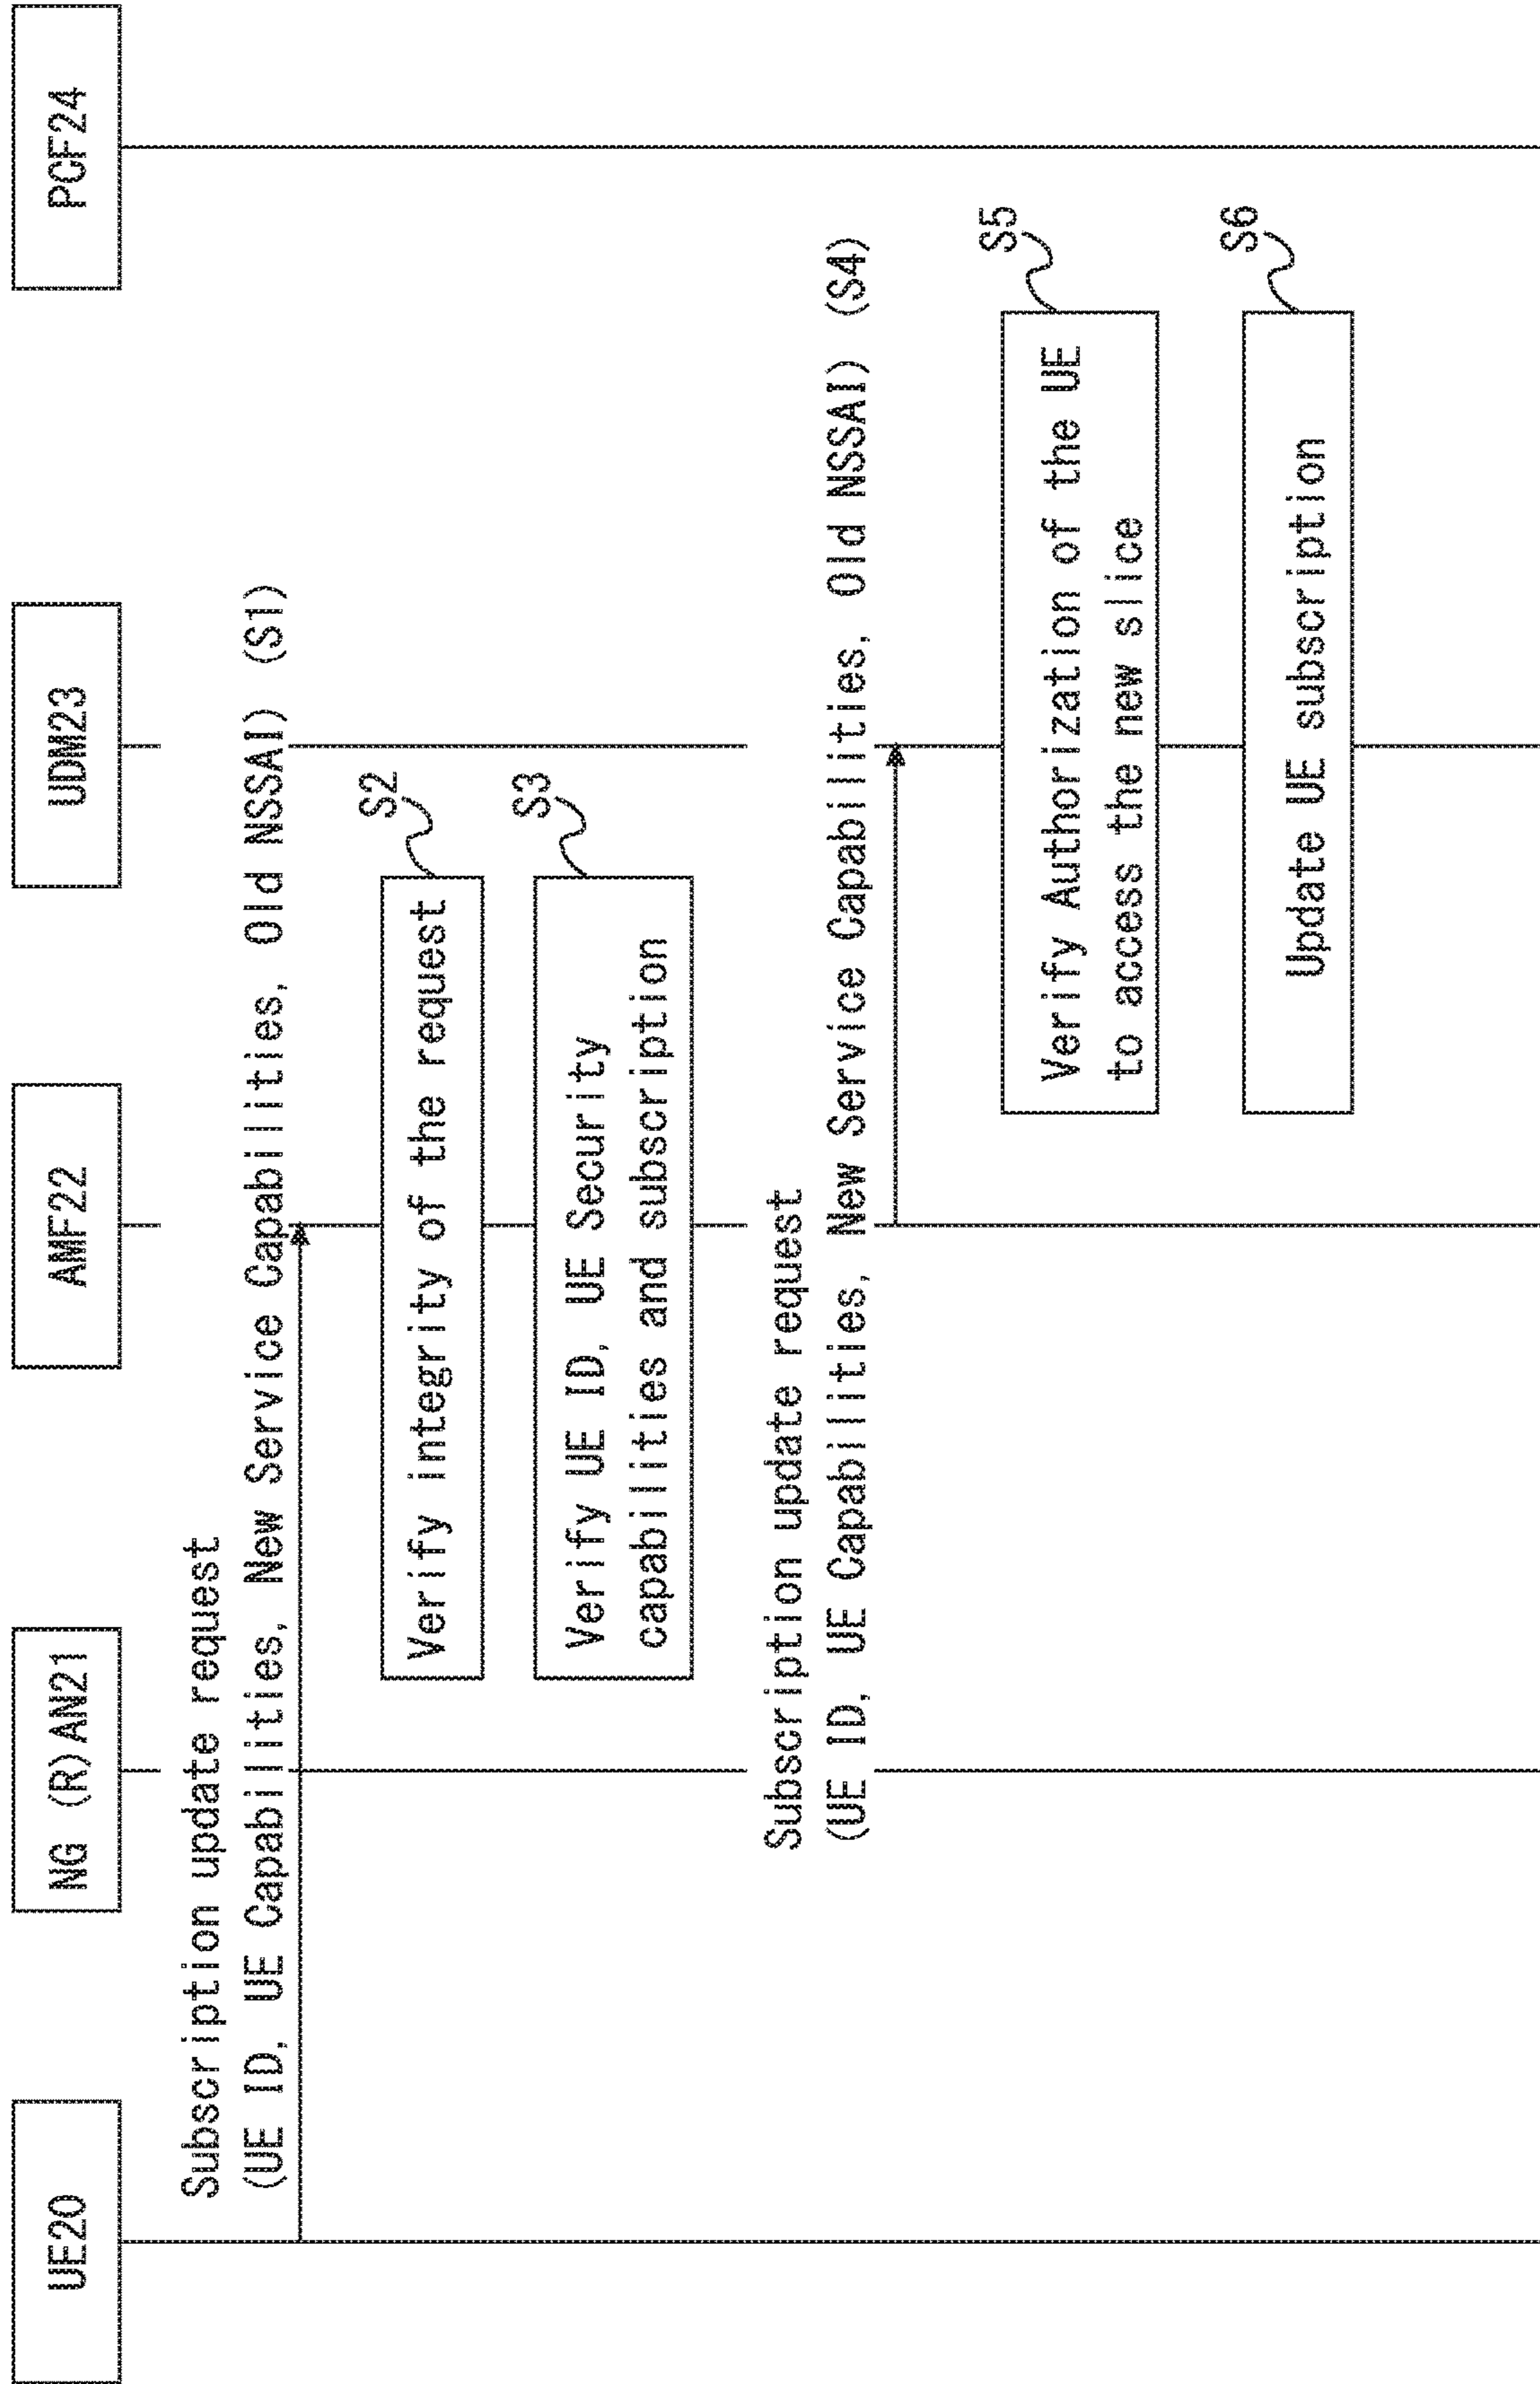 UE20
NG (R)AN21
AMF22
UDM23
PCF24
Subscription update request
(UE ID, UE Capabilities, New Service Capabilities, Old NSSAI) (S1)
Verify integrity of the request
S2
Verify UE ID, UE Security
capabilities and subscription
S3
Subscription update request
(UE ID, UE Capabilities, New Service Capabilities, Old NSSAI) (S4)
Verify Authorization of the UE
to access the new slice
S5
Update UE subscription
S6